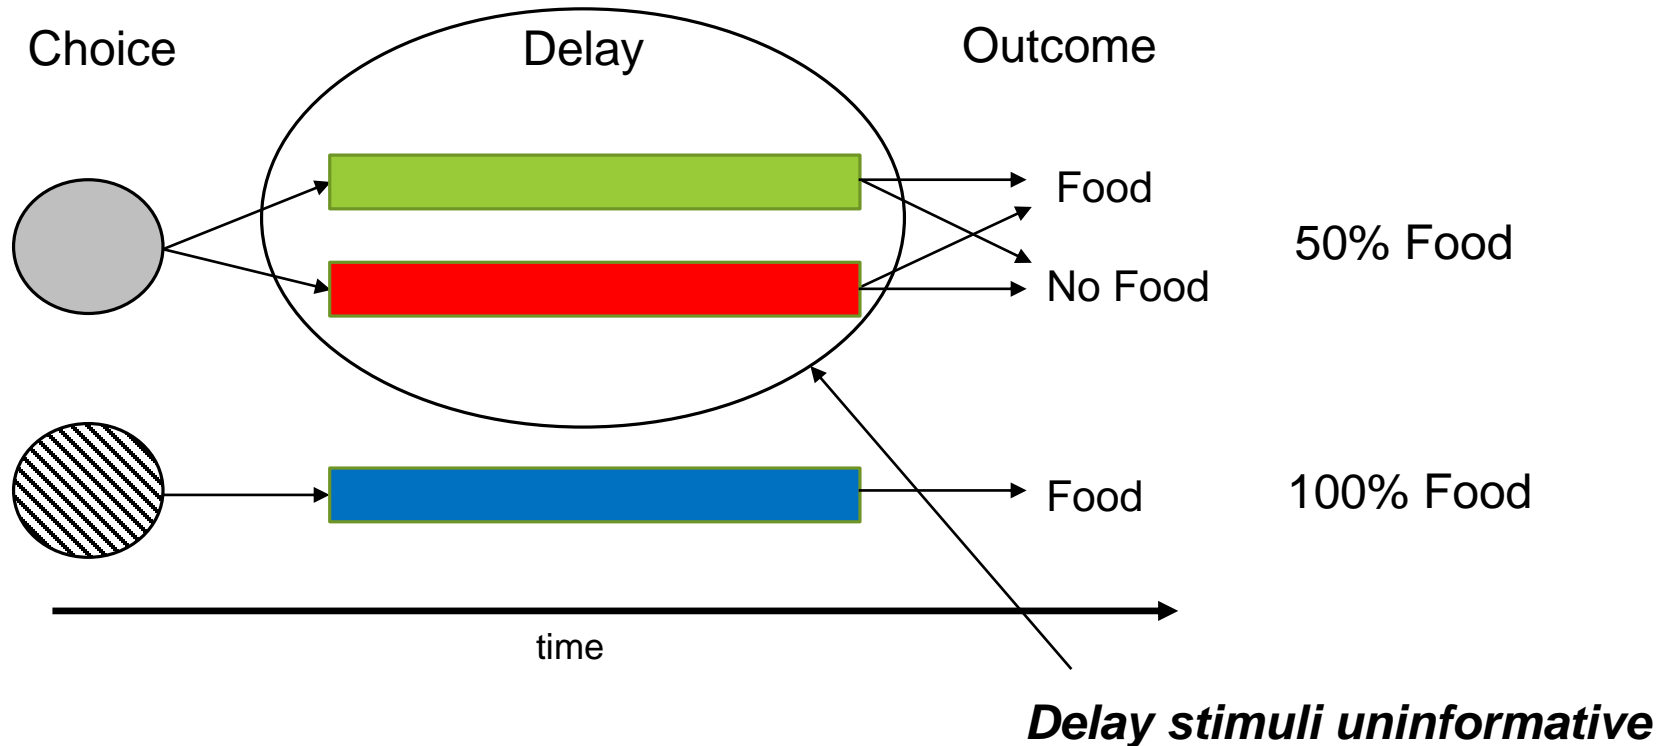 Choice
Delay
Outcome
Food
50% Food
No Food
Food
100% Food
time
Delay stimuli uninformative